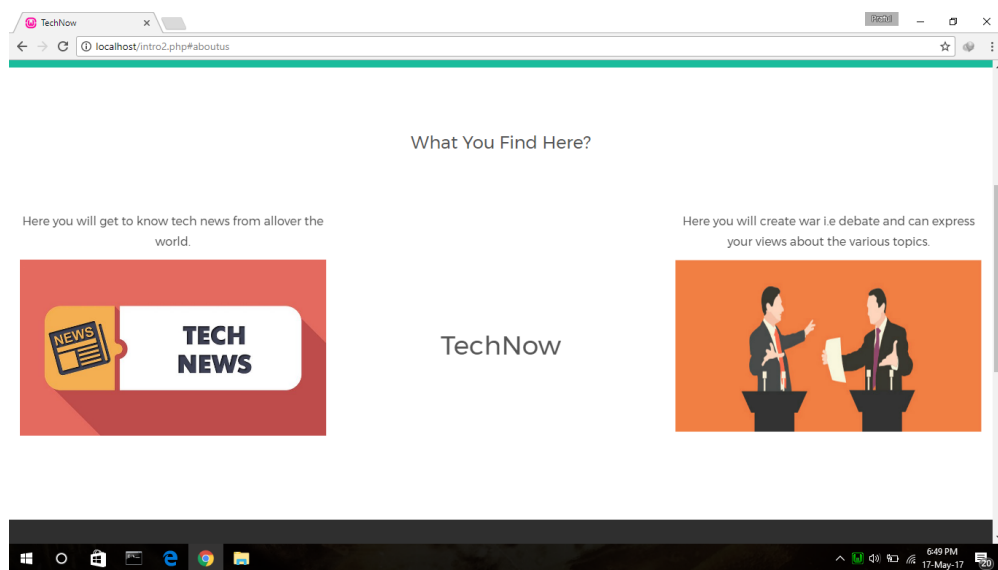 TechNow
Praful
localhost/intro2.php#aboutus
What You Find Here?
Here you will get to know tech news from allover the
world.
NEWS
TECH
NEWS
TechNow
Here you will create war i.e debate and can express
your views about the various topics.
6:49 PM
17-May-17
20